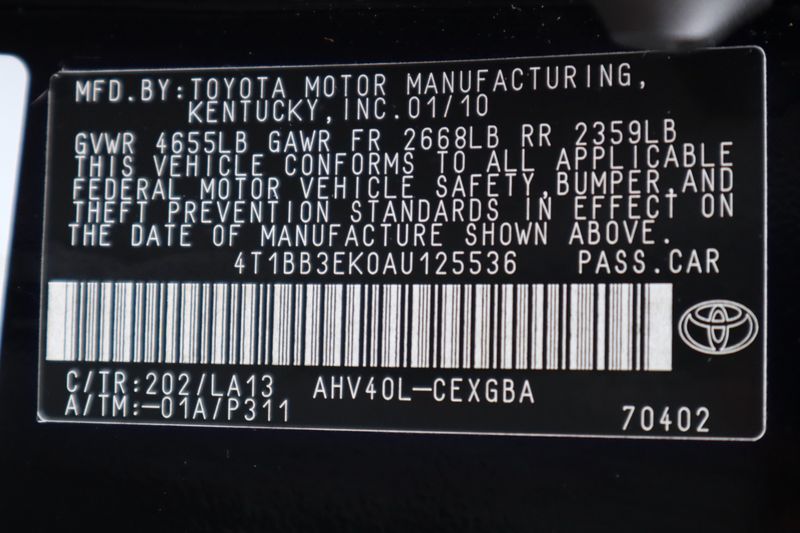 MFD.BY:TOYOTA MOTOR MANUFACTURING,
KENTUCKY,INC.01/10
GVWR 4655LB GAWR FR 2668LB RR 2359LB
THIS VEHICLE CONFORMS TO ALL APPLICABLE
FEDERAL MOTOR VEHICLE SAFETY,BUMPER,AND
THEFT PREVENTION STANDARDS IN EFFECT ON
THE DATE OF MANUFACTURE SHOWN ABOVE.
4T1BB3EK0AU125536 PASS.CAR
C/TR:202/LA13 AHV40L-CEXGBA
A/TM:-01A/P311
70402